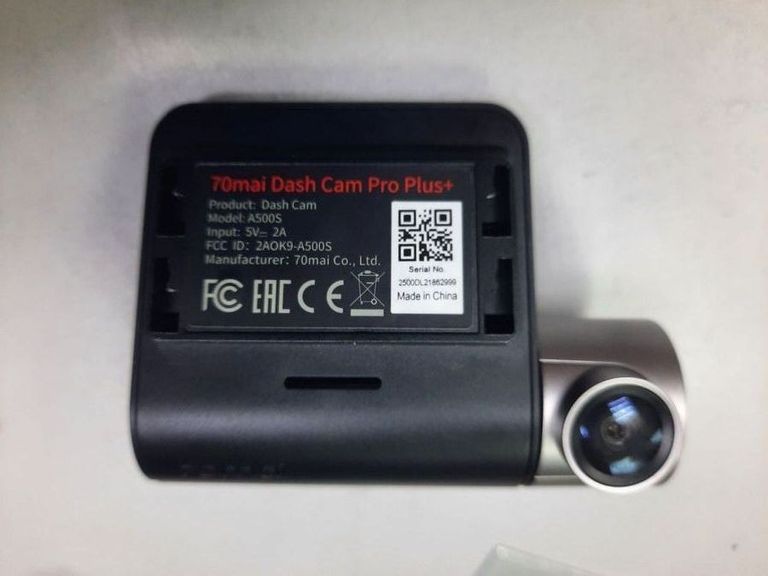 70mai Dash Cam Pro Plus+
Product: Dash Cam
Model: A500S
Input: 5V⎓ 2A
FCC ID: 2AOK9-A500S
Manufacturer: 70mai Co., Ltd.
FC EAC CE
Serial No.
2500DL21862999
Made in China